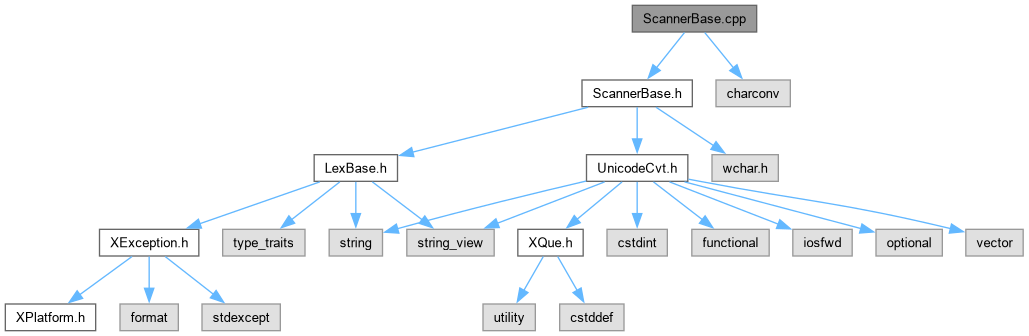 ScannerBase.cpp
ScannerBase.h
charconv
LexBase.h
UnicodeCvt.h
wchar.h
XException.h
type_traits
string
string_view
XQue.h
cstdint
functional
iosfwd
optional
vector
XPlatform.h
format
stdexcept
utility
cstddef